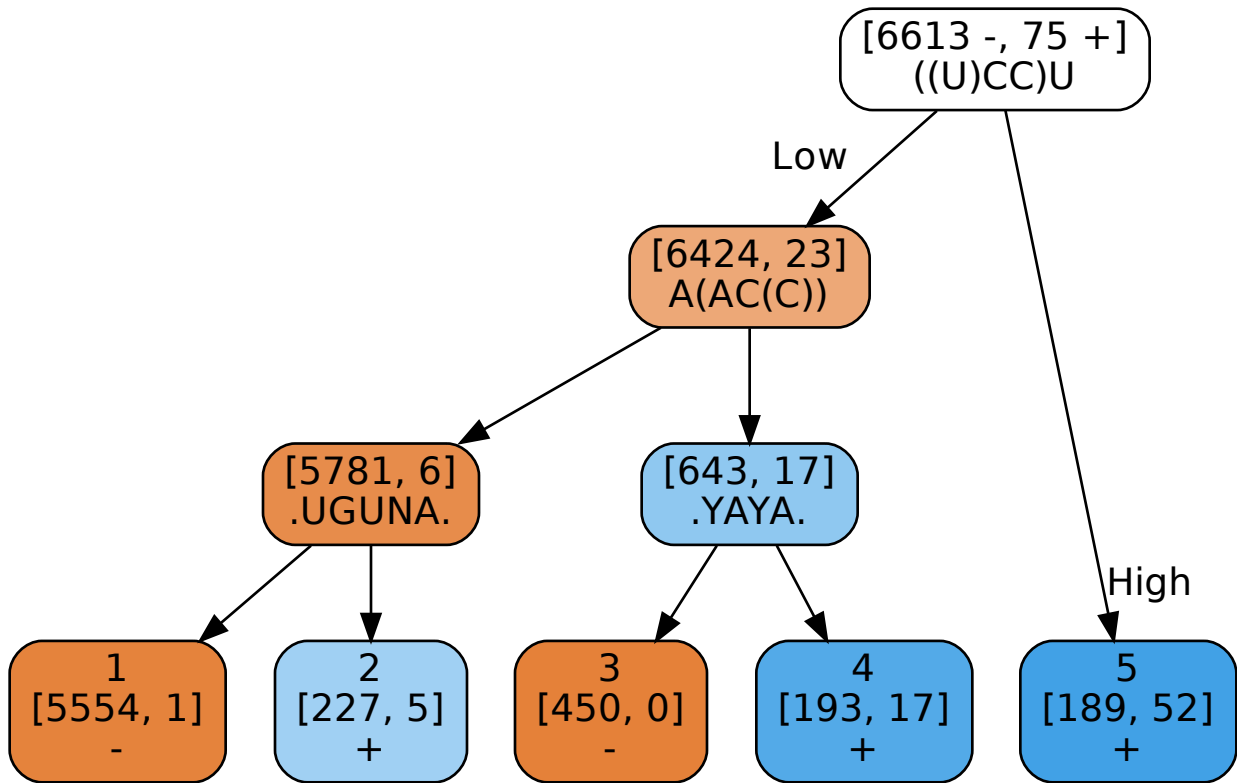 [6613 -, 75 +]
((U)CC)U
Low
[6424, 23]
A(AC(C))
[5781, 6]
.UGUNA.
[643, 17]
.YAYA.
High
1
[5554, 1]
-
2
[227, 5]
+
3
[450, 0]
-
4
[193, 17]
+
5
[189, 52]
+